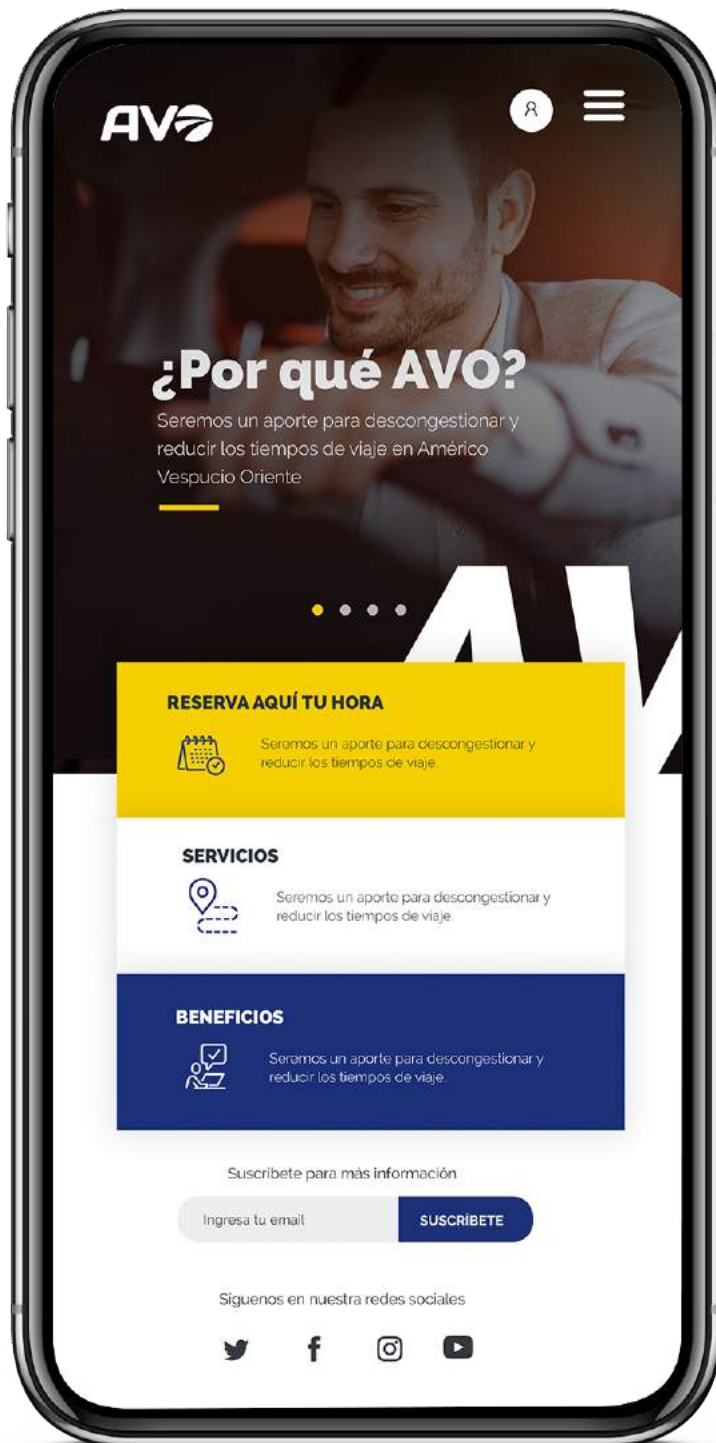 AVO
¿Por qué AVO?
Seremos un aporte para descongestionar y
reducir los tiempos de viaje en Américo
Vespucio Oriente
AV
RESERVA AQUÍ TU HORA
Seremos un aporte para descongestionar y
reducir los tiempos de viaje.
SERVICIOS
Seremos un aporte para descongestionar y
reducir los tiempos de viaje.
BENEFICIOS
Seremos un aporte para descongestionar y
reducir los tiempos de viaje.
Suscríbete para más información
Ingresa tu email
SUSCRÍBETE
Síguenos en nuestra redes sociales